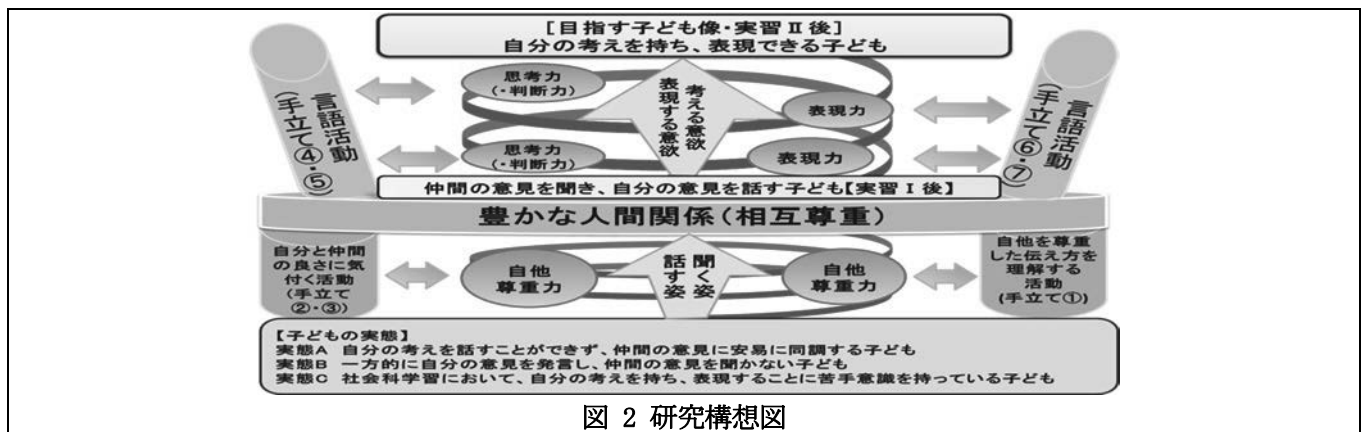 [目指す子ども像・実習Ⅱ後]
自分の考えを持ち、表現できる子ども
言語活動
(手立て④・⑤)
思考力
(・判断力)
考える意欲
表現する意欲
表現力
言語活動
(手立て⑥・⑦)
思考力
(・判断力)
表現力
仲間の意見を聞き、自分の意見を話す子ども【実習Ⅰ後】
豊かな人間関係(相互尊重)
自分と仲間
の良さに気
付く活動
(手立て
②・③)
自他
尊重力
聞く姿
話す姿
自他
尊重力
自他を尊重
した伝え方を
理解する
活動
(手立て①)
【子どもの実態】
実態A 自分の考えを話すことができず、仲間の意見に安易に同調する子ども
実態B 一方的に自分の意見を発言し、仲間の意見を聞かない子ども
実態C 社会科学習において、自分の考えを持ち、表現することに苦手意識を持っている子ども
図 2 研究構想図